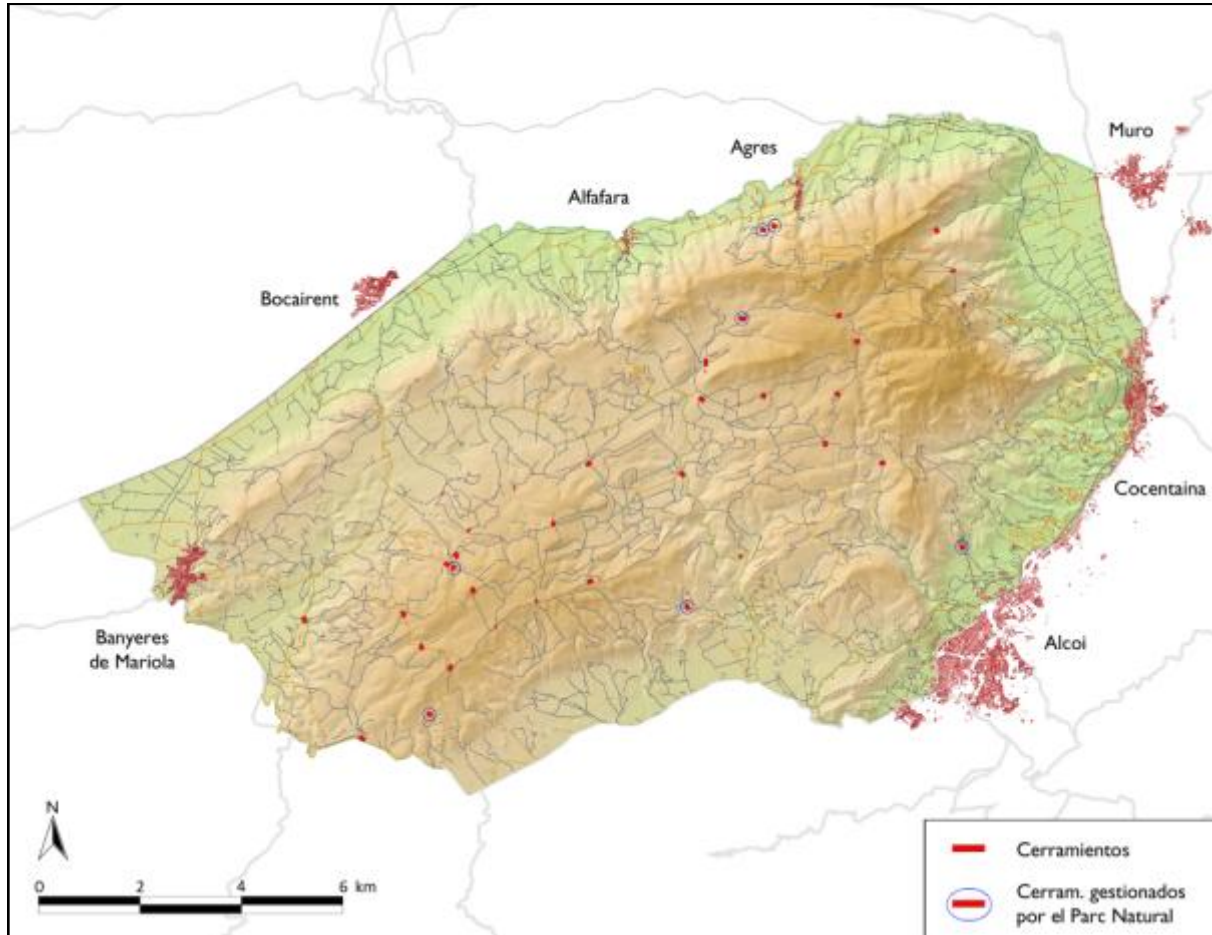 Muro
Agres
Alfafara
Bocairent
Cocentaina
Banyeres
de Mariola
Alcoi
N
0 2 4 6 km
Cerramientos
Cerram. gestionados
por el Parc Natural